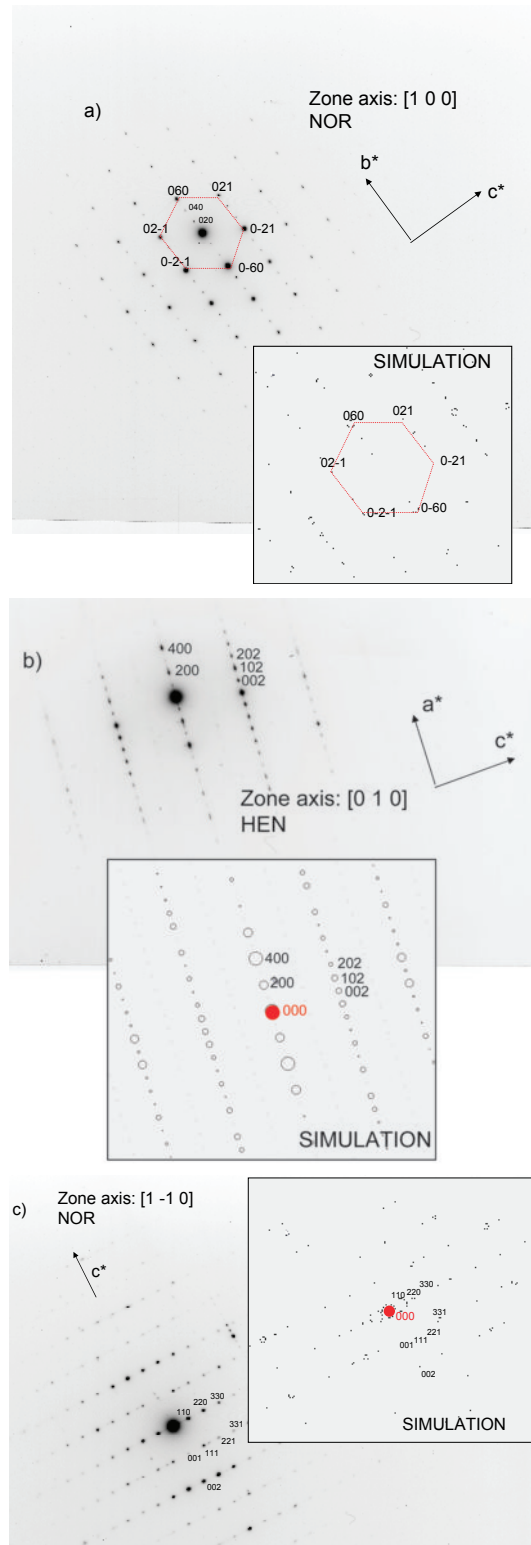 a)
Zone axis: [1 0 0]
NOR
b*
c*
060
021
040
020
02-1
0-21
0-2-1
0-60
SIMULATION
060
021
02-1
0-21
0-2-1
0-60
b)
400
202
200
102
002
a*
c*
Zone axis: [0 1 0]
HEN
400
202
200
102
002
000
SIMULATION
c)
Zone axis: [1 -1 0]
NOR
c*
330
220
110
331
221
111
001
002
330
220
110
000
331
221
111
001
002
SIMULATION